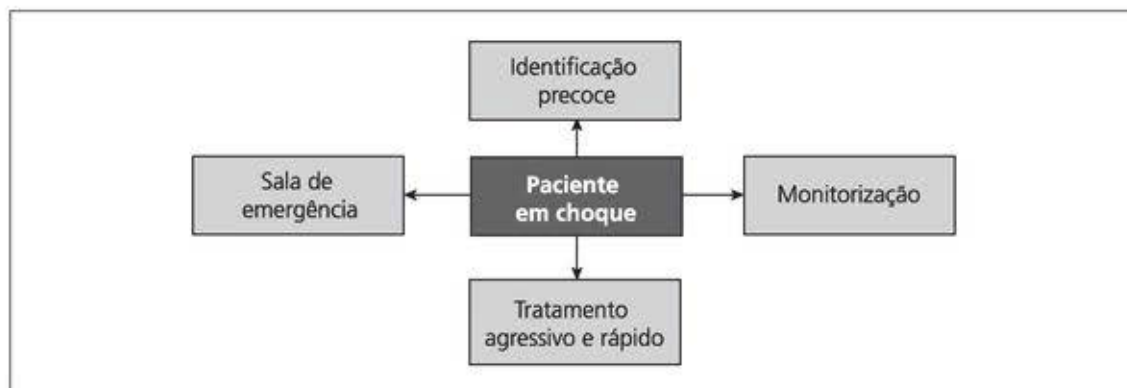 Identificação
precoce
Sala de
emergência
Paciente
em choque
Monitorização
Tratamento
agressivo e rápido